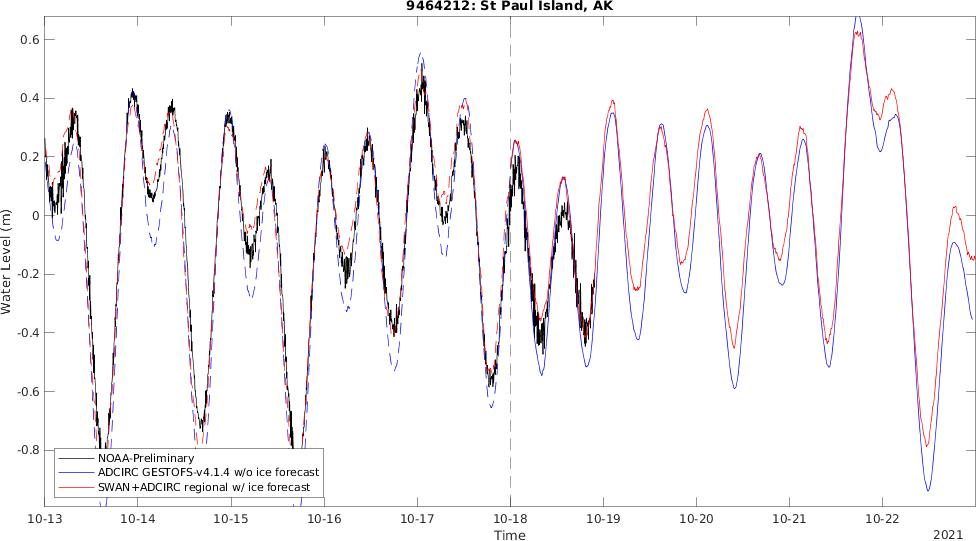 9464212: St Paul Island, AK
Water Level (m)
0.6
0.4
0.2
0
-0.2
-0.4
-0.6
-0.8
NOAA-Preliminary
ADCIRC GESTOFS-v4.1.4 w/o ice forecast
SWAN+ADCIRC regional w/ ice forecast
10-13 10-14 10-15 10-16 10-17 10-18 10-19 10-20 10-21 10-22
Time
2021